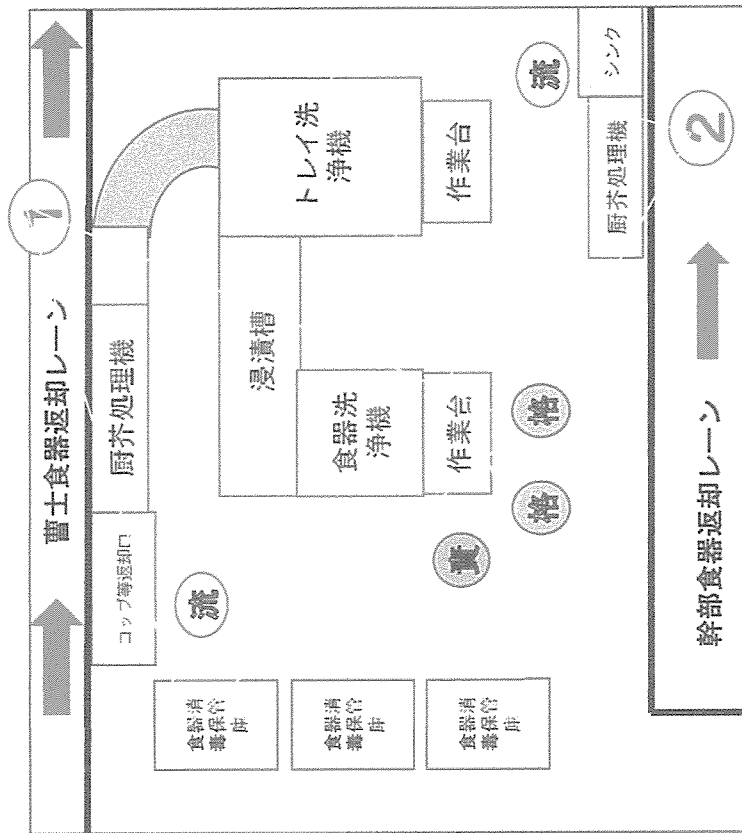 1
曹士食器返却レーン
コップ等返却口
厨芥処理機
流
浸漬槽
トレイ洗
浄機
食器洗
浄機
作業台
作業台
食器消
毒保管
庫
食器消
毒保管
庫
食器消
毒保管
庫
責
格
格
流
シンク
厨芥処理機
2
幹部食器返却レーン